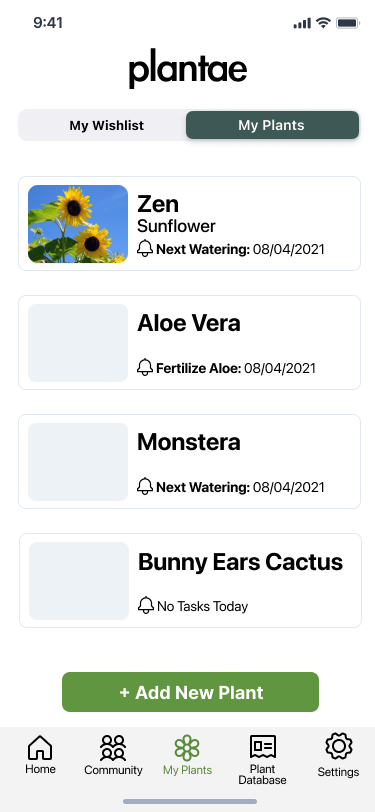 9:41
plantae
My Wishlist
My Plants
Zen
Sunflower
Next Watering: 08/04/2021
Aloe Vera
Fertilize Aloe: 08/04/2021
Monstera
Next Watering: 08/04/2021
Bunny Ears Cactus
No Tasks Today
+ Add New Plant
Home
Community
My Plants
Plant
Database
Settings